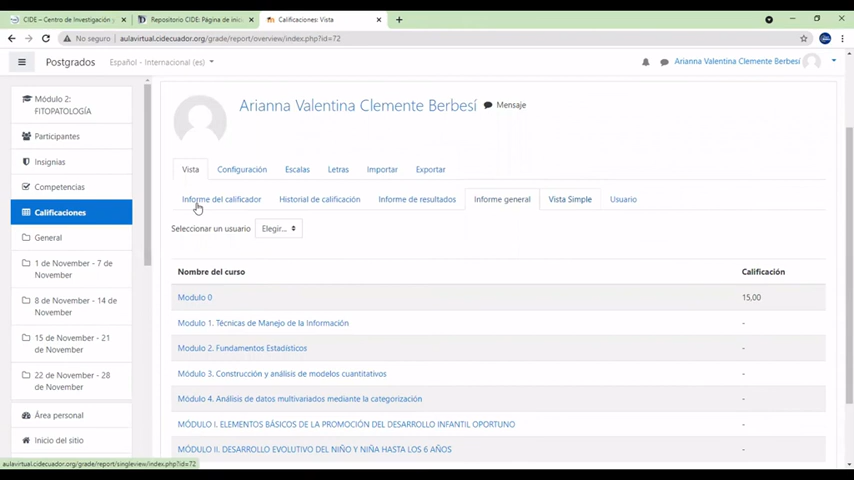 CIDE – Centro de Investigación y
Repositorio CIDE: Página de inic
Calificaciones: Vista
No seguro
aulavirtual.cidecuador.org/grade/report/overview/index.php?id=72
Postgrados
Español - Internacional (es)
Arianna Valentina Clemente Berbesí
Módulo 2:
FITOPATOLOGÍA
Participantes
Insignias
Competencias
Calificaciones
General
1 de November - 7 de
November
8 de November - 14 de
November
15 de November - 21
de November
22 de November - 28
de November
Área personal
Inicio del sitio
Arianna Valentina Clemente Berbesí
Mensaje
Vista
Configuración
Escalas
Letras
Importar
Exportar
Informe del calificador
Historial de calificación
Informe de resultados
Informe general
Vista Simple
Usuario
Seleccionar un usuario
Elegir...
Nombre del curso
Calificación
Modulo 0
15,00
Modulo 1. Técnicas de Manejo de la Información
-
Modulo 2. Fundamentos Estadísticos
-
Módulo 3. Construcción y análisis de modelos cuantitativos
-
Módulo 4. Análisis de datos multivariados mediante la categorización
-
MÓDULO I. ELEMENTOS BÁSICOS DE LA PROMOCIÓN DEL DESARROLLO INFANTIL OPORTUNO
-
MÓDULO II. DESARROLLO EVOLUTIVO DEL NIÑO Y NIÑA HASTA LOS 6 AÑOS
-
aulavirtual.cidecuador.org/grade/report/singleview/index.php?id=72